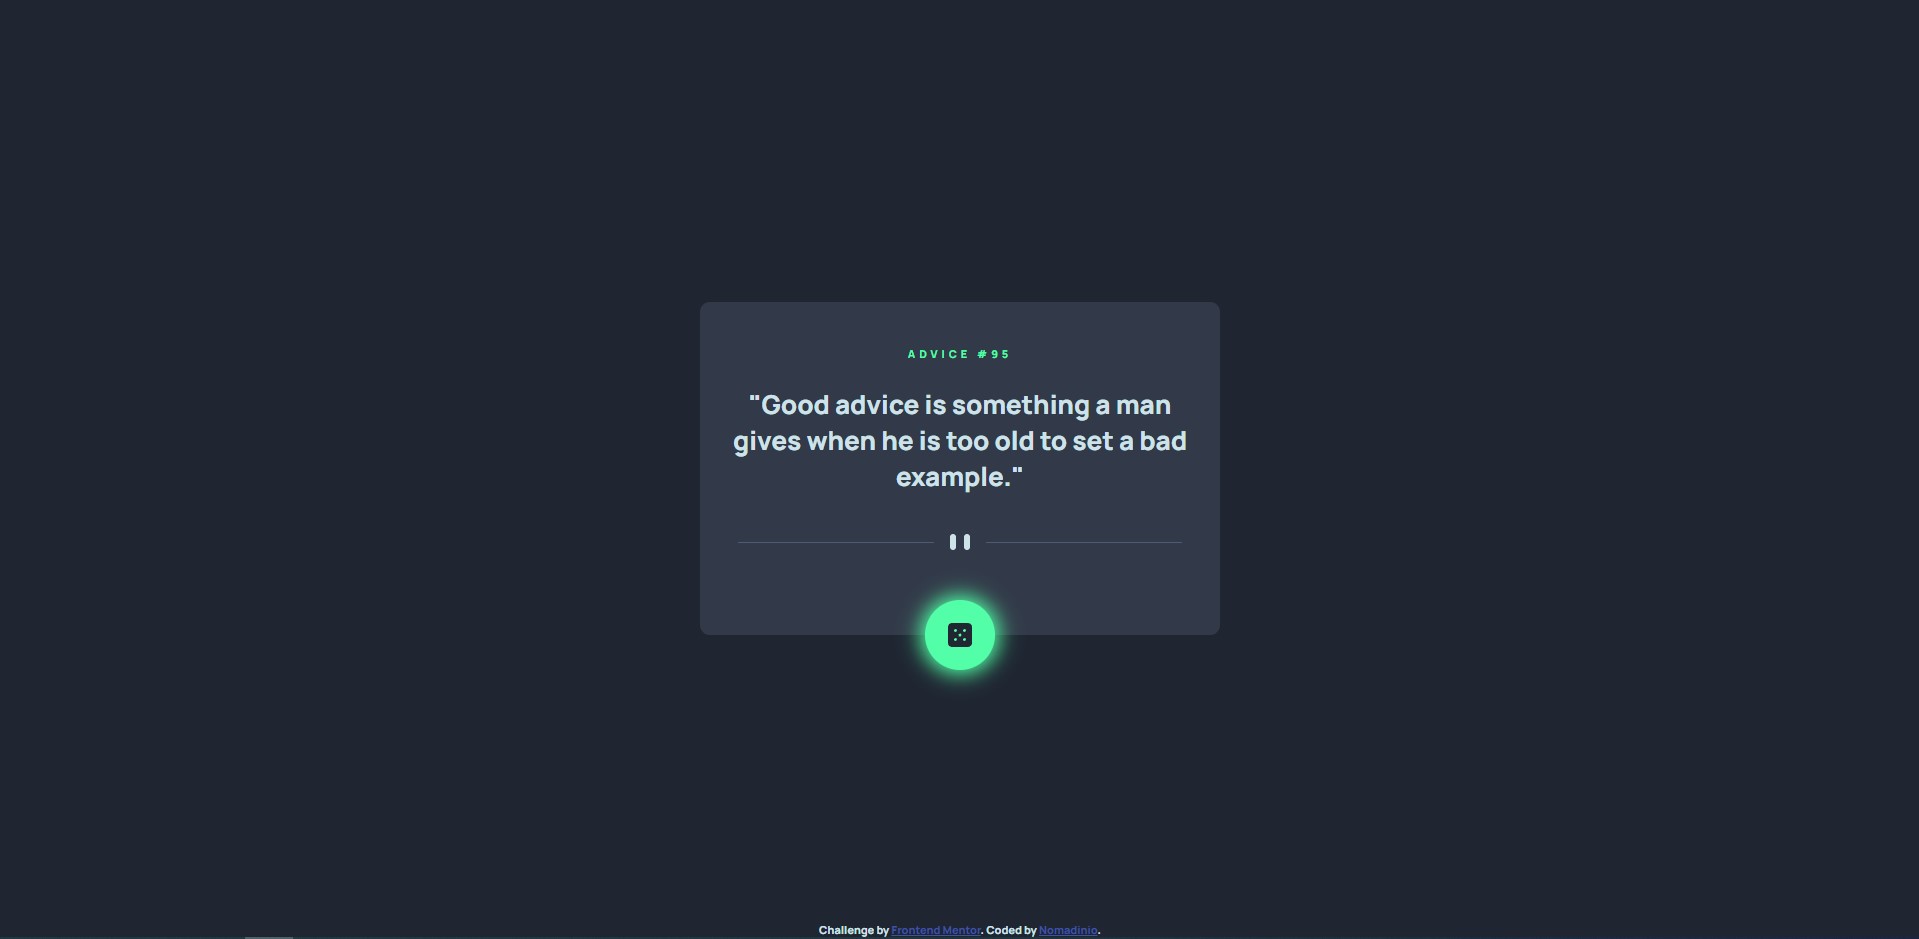 ADVICE #95
"Good advice is something a man
gives when he is too old to set a bad
example."
Challenge by Frontend Mentor. Coded by Nomadinio.